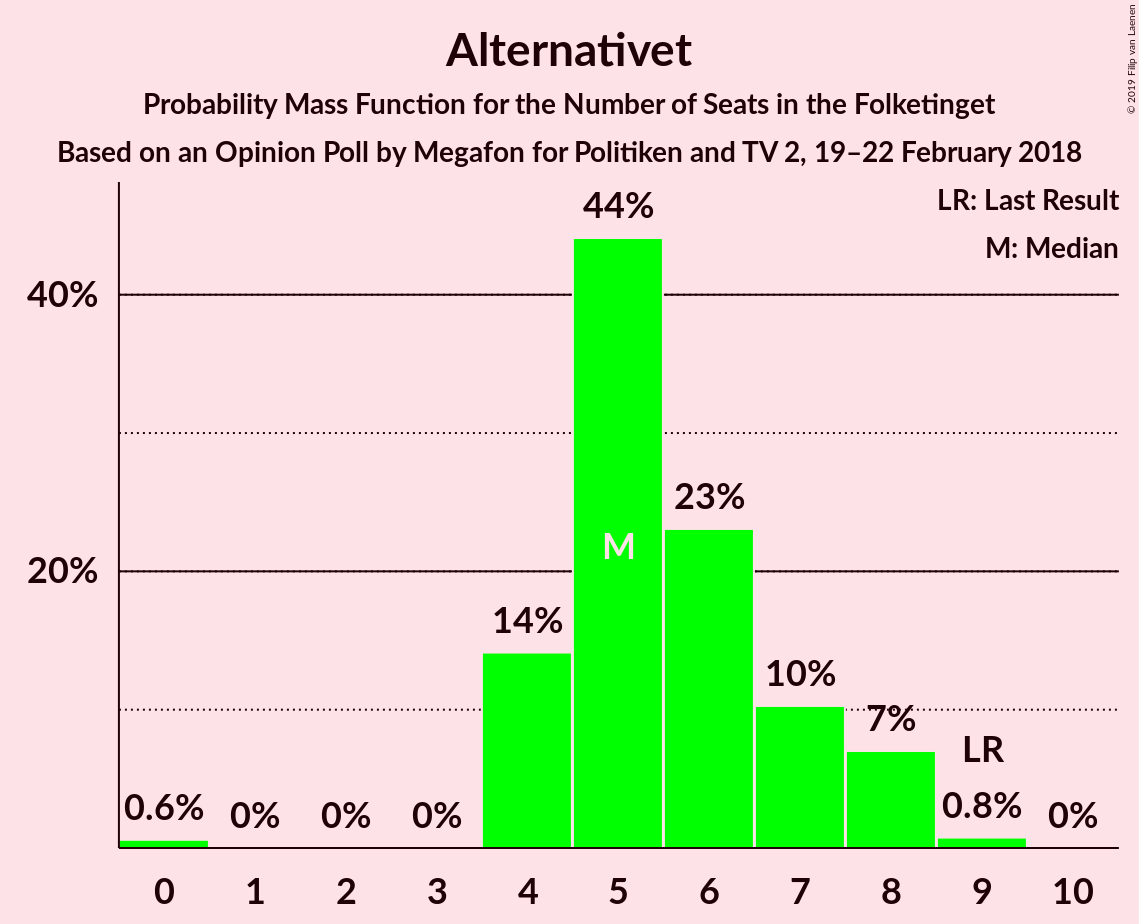 Alternativet
Probability Mass Function for the Number of Seats in the Folketinget
Based on an Opinion Poll by Megafon for Politiken and TV 2, 19–22 February 2018
© 2019 Filip van Laenen
LR: Last Result
M: Median
44%
40%
23%
M
20%
14%
10%
7%
LR
0.6%
0%
0%
0%
0.8%
0%
0 1 2 3 4 5 6 7 8 9 10